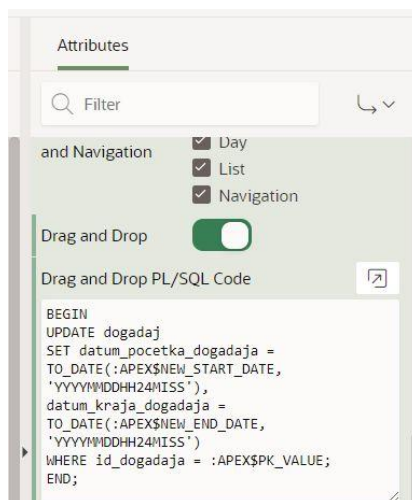 Attributes
Filter
Day
and Navigation
List
Navigation
Drag and Drop
Drag and Drop PL/SQL Code
BEGIN
UPDATE dogadaj
SET datum_pocetka_dogadaja =
TO_DATE(:APEX$NEW_START_DATE,
'YYYYMMDDHH24MISS'),
datum_kraja_dogadaja =
TO_DATE(:APEX$NEW_END_DATE,
'YYYYMMDDHH24MISS')
WHERE id_dogadaja = :APEX$PK_VALUE;
END;